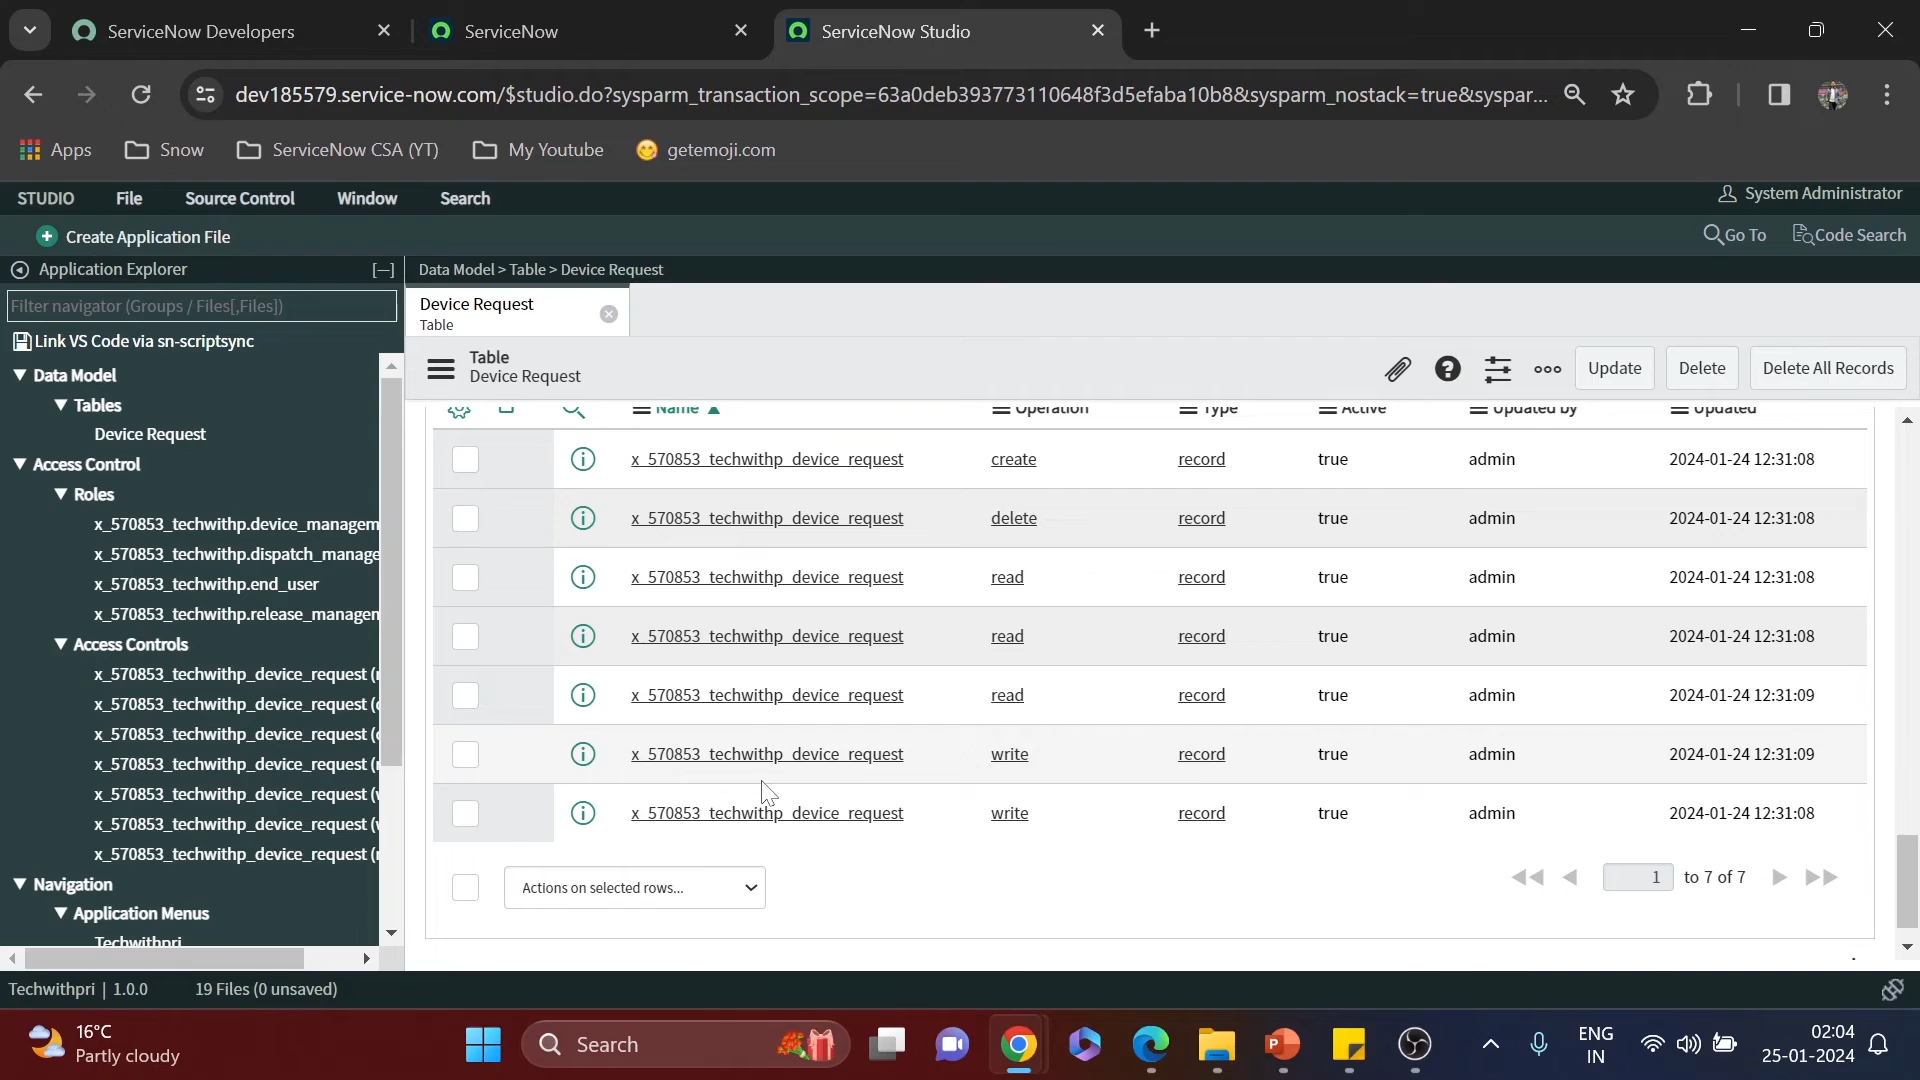 ServiceNow Developers
ServiceNow
ServiceNow Studio
dev185579.service-now.com/$studio.do?sysparm_transaction_scope=63a0deb393773110648f3d5efaba10b8&sysparm_nostack=true&syspar...
Apps
Snow
ServiceNow CSA (YT)
My Youtube
getemoji.com
STUDIO File Source Control Window Search
System Administrator
Create Application File
Go To Code Search
Application Explorer
Data Model > Table > Device Request
Filter navigator (Groups / Files[,Files])
Link VS Code via sn-scriptsync
Data Model
Tables
Device Request
Access Control
Roles
x_570853_techwithp.device_managem
x_570853_techwithp.dispatch_manage
x_570853_techwithp.end_user
x_570853_techwithp.release_managem
Access Controls
x_570853_techwithp_device_request (
x_570853_techwithp_device_request (
x_570853_techwithp_device_request (
x_570853_techwithp_device_request (
x_570853_techwithp_device_request (
x_570853_techwithp_device_request (
x_570853_techwithp_device_request (
Navigation
Application Menus
Techwithpri
Device Request
Table
Table
Device Request
Update Delete Delete All Records
Name Operation Type Active Updated by Updated
x_570853_techwithp_device_request create record true admin 2024-01-24 12:31:08
x_570853_techwithp_device_request delete record true admin 2024-01-24 12:31:08
x_570853_techwithp_device_request read record true admin 2024-01-24 12:31:08
x_570853_techwithp_device_request read record true admin 2024-01-24 12:31:08
x_570853_techwithp_device_request read record true admin 2024-01-24 12:31:09
x_570853_techwithp_device_request write record true admin 2024-01-24 12:31:09
x_570853_techwithp_device_request write record true admin 2024-01-24 12:31:08
Actions on selected rows...
1 to 7 of 7
Techwithpri | 1.0.0 19 Files (0 unsaved)
16°C
Partly cloudy
Search
ENG
IN
02:04
25-01-2024